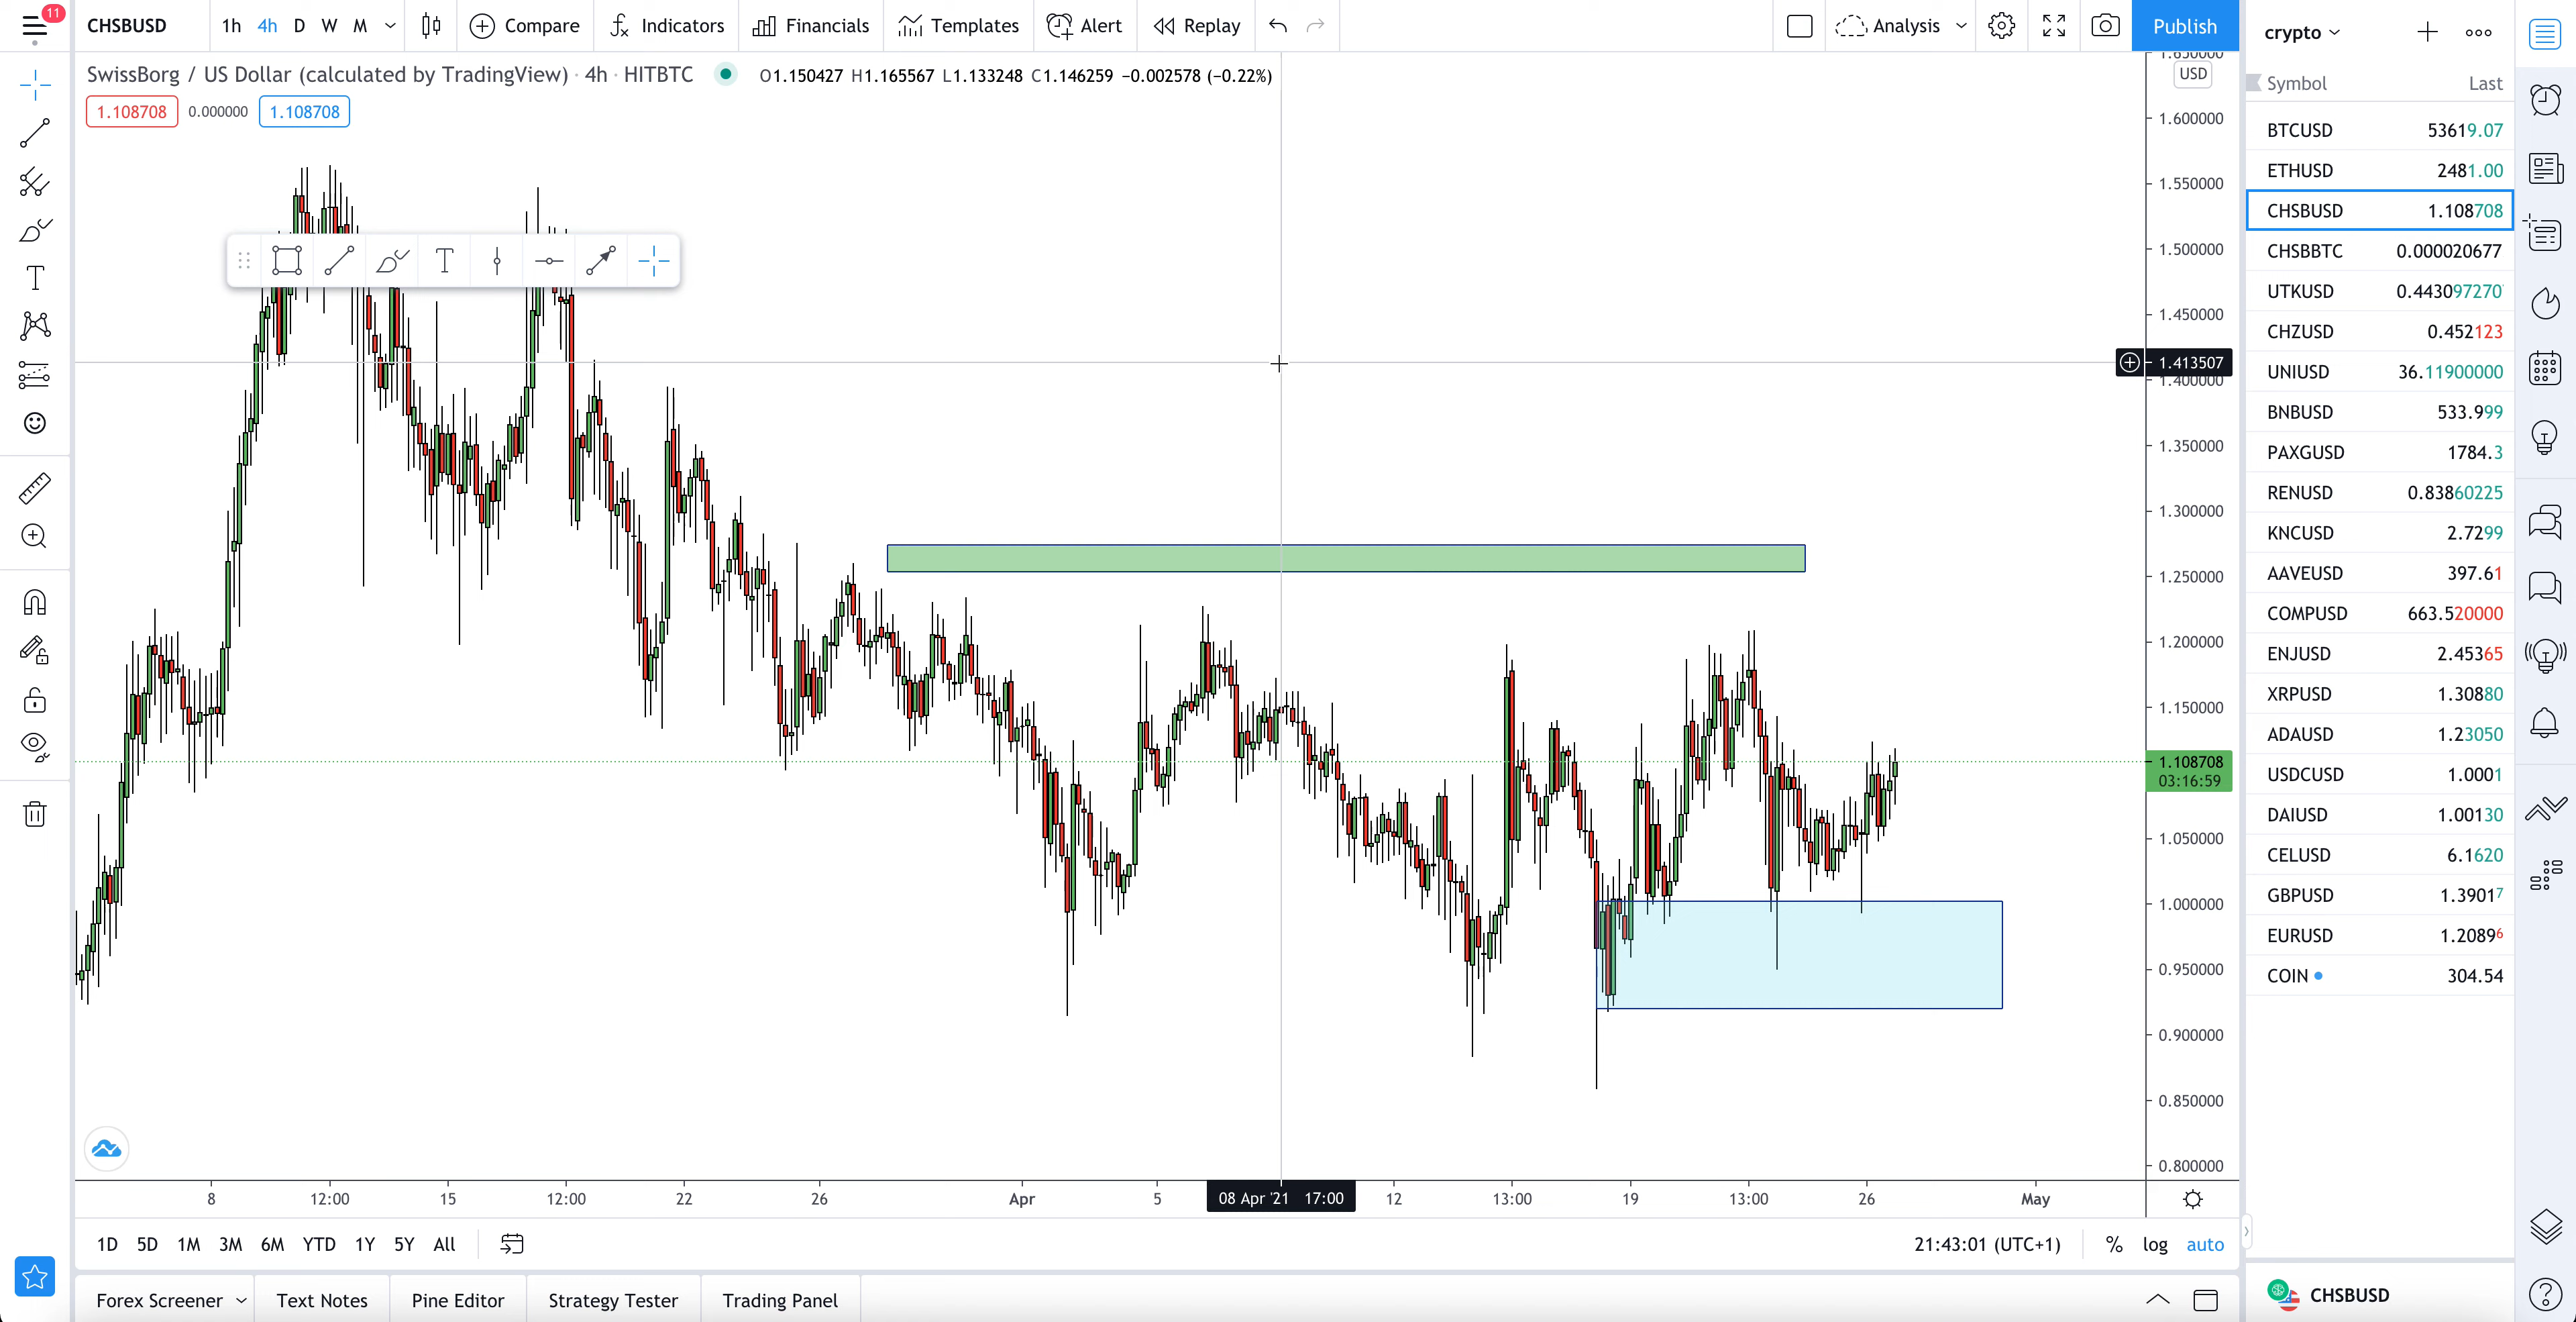 11
CHSBUSD
1h 4h D W M
Compare
Indicators
Financials
Templates
Alert
Replay
Analysis
Publish
crypto
SwissBorg / US Dollar (calculated by TradingView) · 4h · HITBTC
O1.150427 H1.165567 L1.133248 C1.146259 −0.002578 (−0.22%)
1.108708 0.000000 1.108708
USD
1.600000
1.550000
1.500000
1.450000
1.413507
1.400000
1.350000
1.300000
1.250000
1.200000
1.150000
1.108708
03:16:59
1.050000
1.000000
0.950000
0.900000
0.850000
0.800000
8 12:00 15 12:00 22 26 Apr 5 08 Apr '21 17:00 12 13:00 19 13:00 26 May
1D 5D 1M 3M 6M YTD 1Y 5Y All
21:43:01 (UTC+1) % log auto
Forex Screener
Text Notes
Pine Editor
Strategy Tester
Trading Panel
Symbol Last
BTCUSD 53619.07
ETHUSD 2481.00
CHSBUSD 1.108708
CHSBBTC 0.000020677
UTKUSD 0.443097270
CHZUSD 0.452123
UNIUSD 36.11900000
BNBUSD 533.999
PAXGUSD 1784.3
RENUSD 0.83860225
KNCUSD 2.7299
AAVEUSD 397.61
COMPUSD 663.520000
ENJUSD 2.45365
XRPUSD 1.30880
ADAUSD 1.23050
USDCUSD 1.0001
DAIUSD 1.00130
CELUSD 6.1620
GBPUSD 1.39017
EURUSD 1.20896
COIN 304.54
CHSBUSD